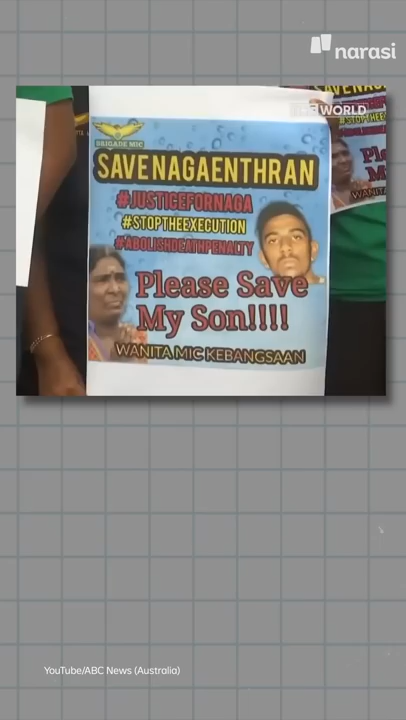 narasi
WORLD
BRIGADE MIC
SAVE NAGAENTHRAN
#JUSTICEFORNAGA
#STOPTHEEXECUTION
#ABOLISHDEATHPENALTY
Please Save
My Son!!!!
WANITA MIC KEBANGSAAN
YouTube/ABC News (Australia)